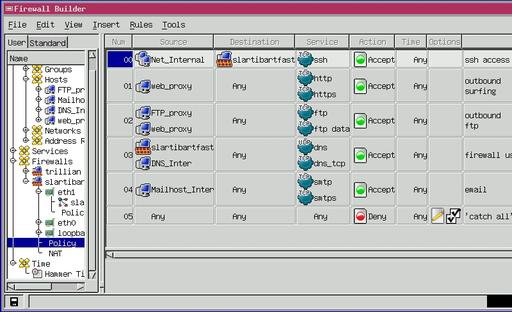 Firewall Builder
File Edit View Insert Rules Tools
User Standard
Name
Groups
Hosts
FTP_pr
Mailho
DNS_In
web_pr
Networks
Address R
Services
Firewalls
trillian
slartibar
eth1
sla
Polic
eth0
loopba
Policy
NAT
Time
Hammer Ti
Num Source Destination Service Action Time Options
00 Net_Internal slartibartfast ssh Accept Any ssh access
01 web_proxy Any http https Accept Any outbound surfing
02 FTP_proxy web_proxy Any ftp ftp data Accept Any outbound ftp
03 slartibartfast DNS_Inter Any dns dns_tcp Accept Any firewall us
04 Mailhost_Inter Any smtp smtps Accept Any email
05 Any Any Any Deny Any 'catch all'